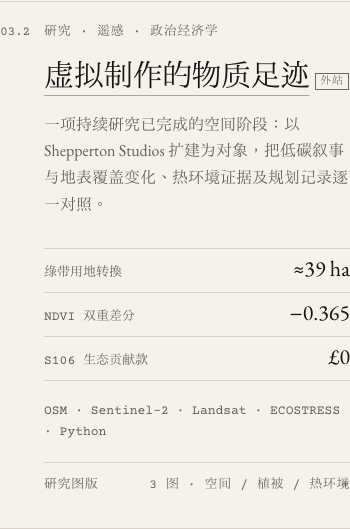 03.2 研究 · 遥感 · 政治经济学
虚拟制作的物质足迹 外站
一项持续研究已完成的空间阶段：以
Shepperton Studios 扩建为对象，把低碳叙事
与地表覆盖变化、热环境证据及规划记录逐
一对照。
绿带用地转换 ≈39 ha
NDVI 双重差分 −0.365
S106 生态贡献款 £0
OSM · Sentinel-2 · Landsat · ECOSTRESS
· Python
研究图版 3 图 · 空间 / 植被 / 热环境